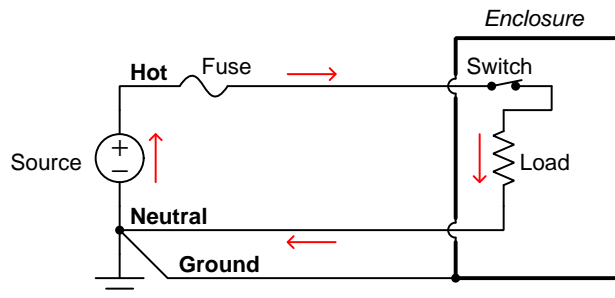 Enclosure
Hot
Fuse
Switch
Source
+
−
Load
Neutral
Ground